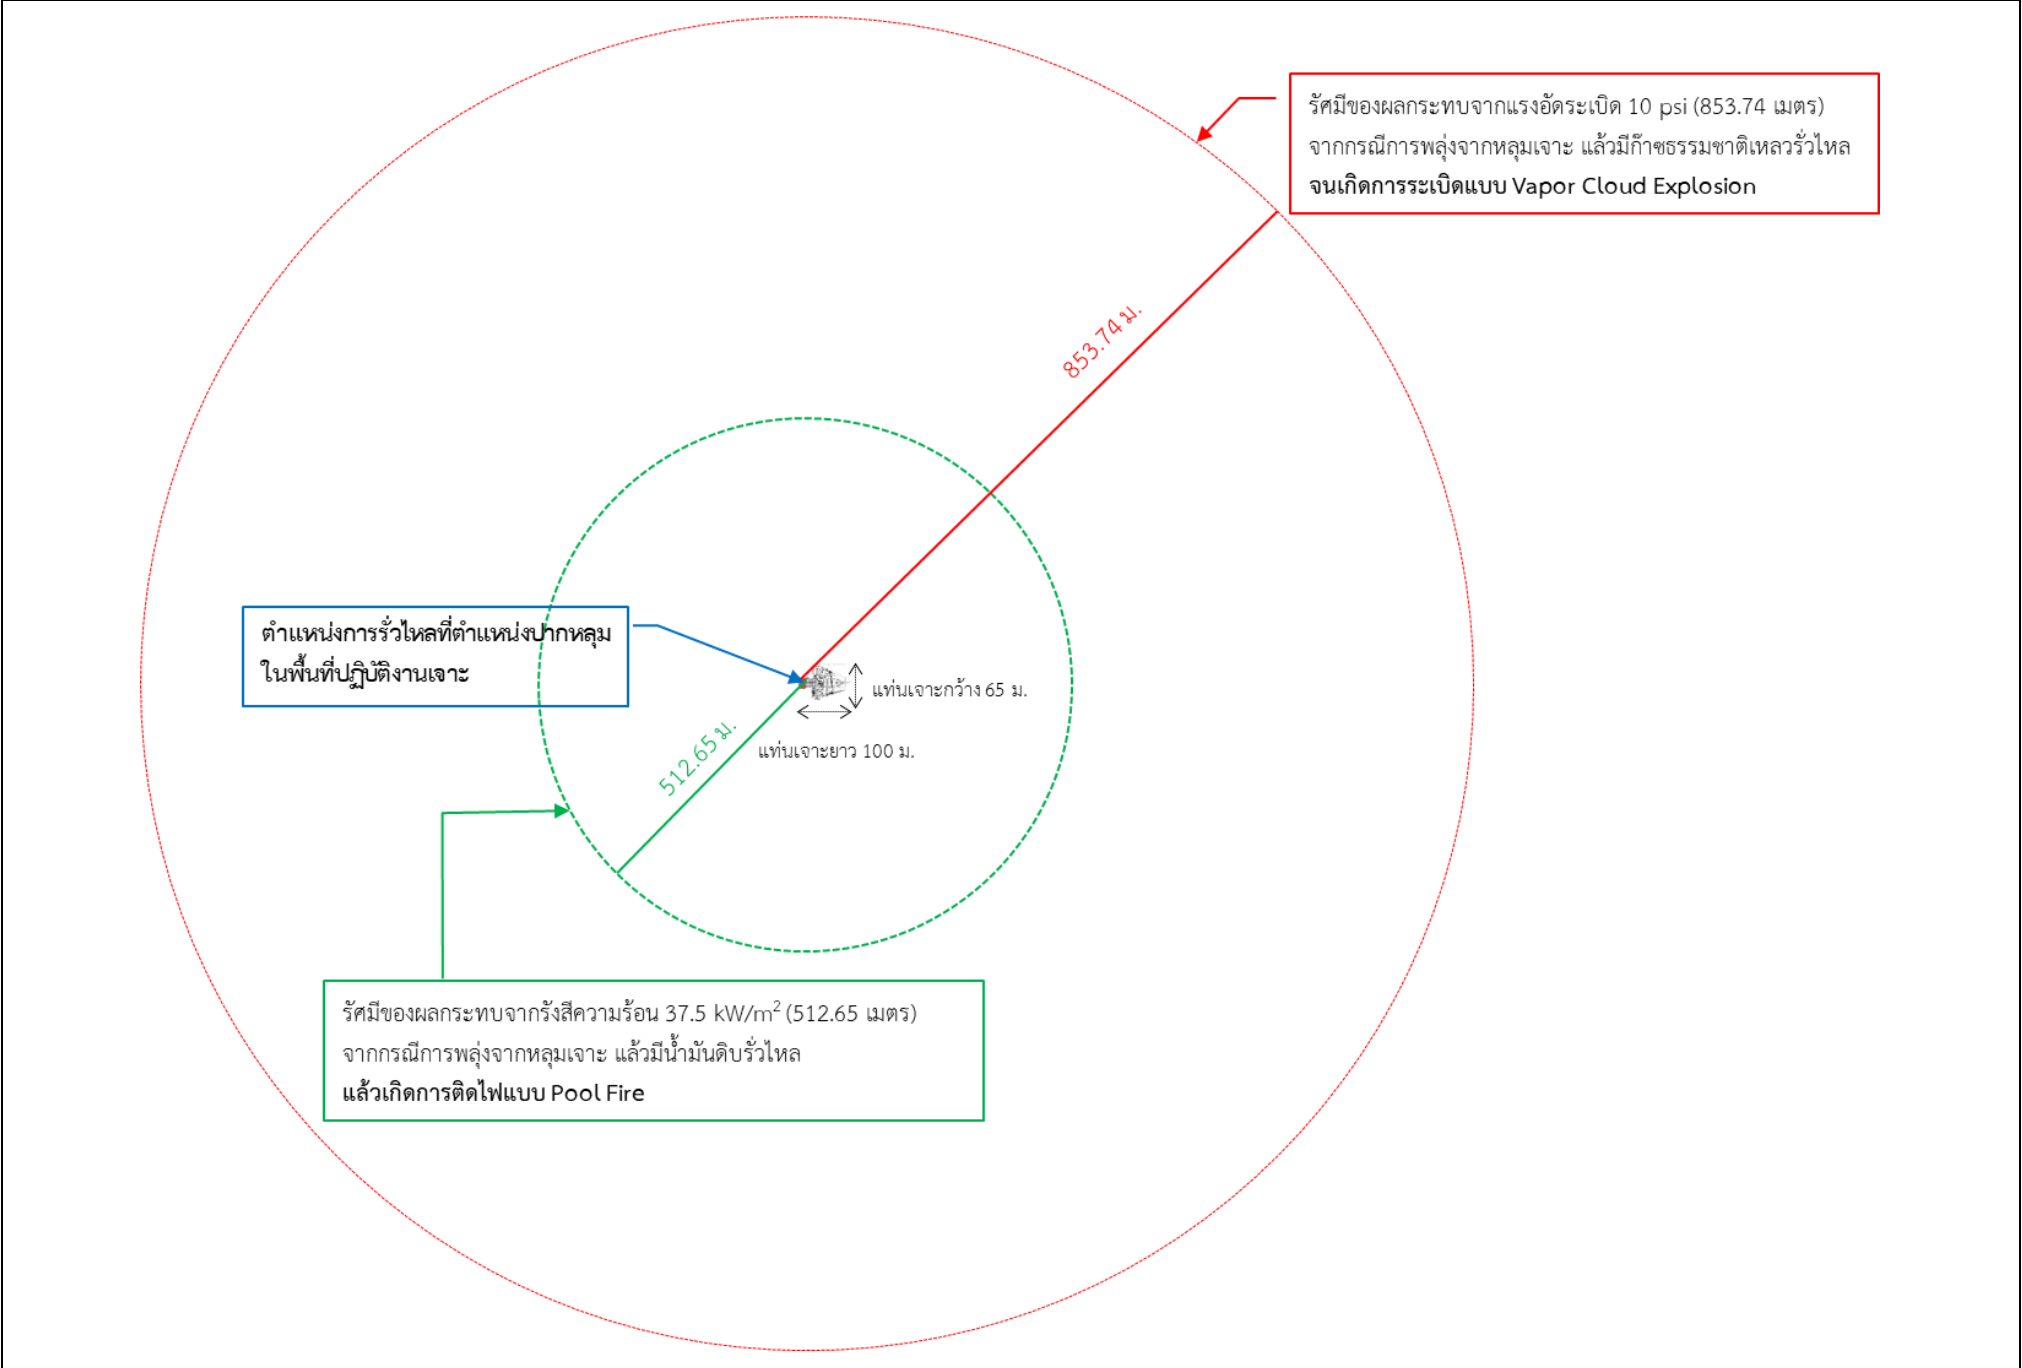 รัศมีของผลกระทบจากแรงอัดระเบิด 10 psi (853.74 เมตร)
จากกรณีการพลุ่งจากหลุมเจาะ แล้วมีก๊าซธรรมชาติเหลวรั่วไหล
จนเกิดการระเบิดแบบ Vapor Cloud Explosion
853.74 ม.
ตำแหน่งการรั่วไหลที่ตำแหน่งปากหลุม
ในพื้นที่ปฏิบัติงานเจาะ
แท่นเจาะกว้าง 65 ม.
แท่นเจาะยาว 100 ม.
512.65 ม.
รัศมีของผลกระทบจากรังสีความร้อน 37.5 kW/m² (512.65 เมตร)
จากกรณีการพลุ่งจากหลุมเจาะ แล้วมีน้ำมันดิบรั่วไหล
แล้วเกิดการติดไฟแบบ Pool Fire